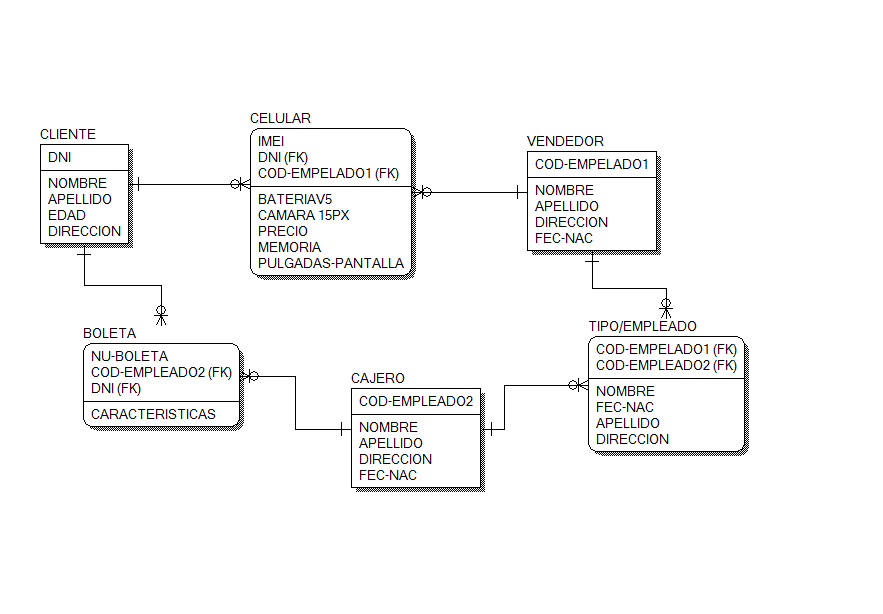 CLIENTE
DNI
NOMBRE
APELLIDO
EDAD
DIRECCION
CELULAR
IMEI
DNI (FK)
COD-EMPELADO1 (FK)
BATERIAV5
CAMARA 15PX
PRECIO
MEMORIA
PULGADAS-PANTALLA
VENDEDOR
COD-EMPELADO1
NOMBRE
APELLIDO
DIRECCION
FEC-NAC
BOLETA
NU-BOLETA
COD-EMPLEADO2 (FK)
DNI (FK)
CARACTERISTICAS
CAJERO
COD-EMPLEADO2
NOMBRE
APELLIDO
DIRECCION
FEC-NAC
TIPO/EMPLEADO
COD-EMPELADO1 (FK)
COD-EMPLEADO2 (FK)
NOMBRE
FEC-NAC
APELLIDO
DIRECCION